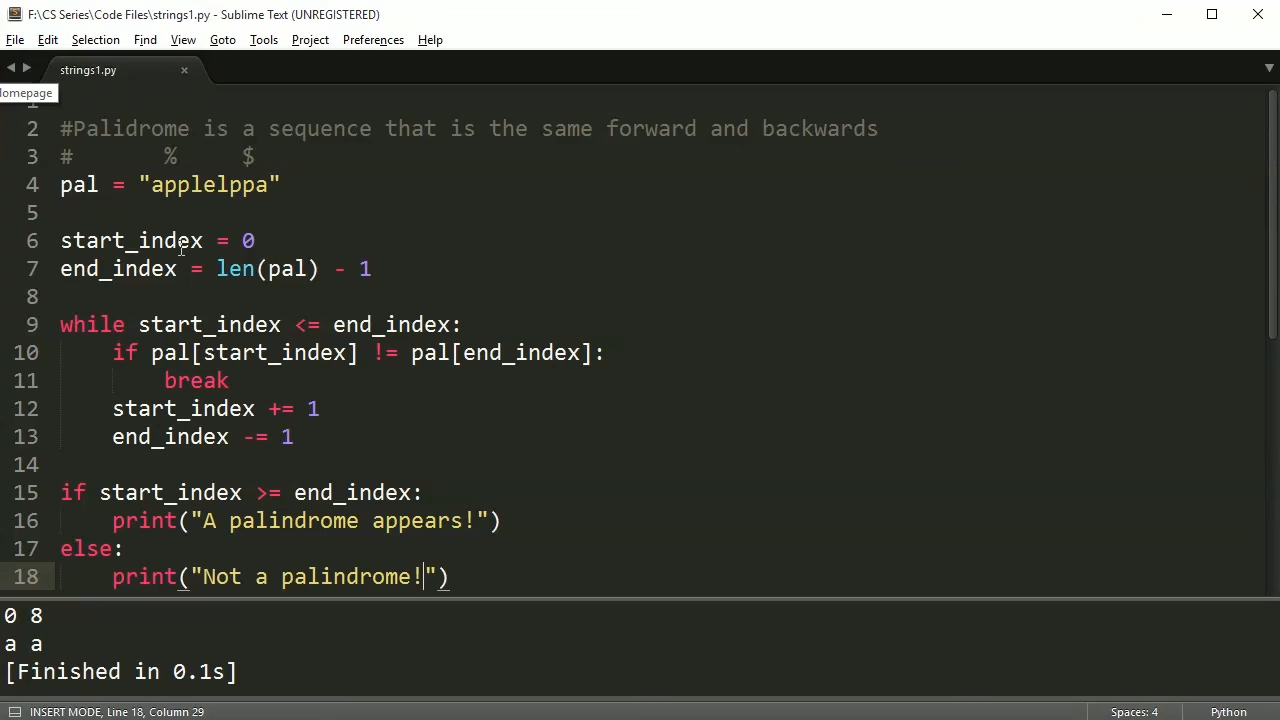 F:\CS Series\Code Files\strings1.py - Sublime Text (UNREGISTERED)
File Edit Selection Find View Goto Tools Project Preferences Help
strings1.py ×
omepage
1
2 #Palidrome is a sequence that is the same forward and backwards
3 # % $
4 pal = "applelppa"
5
6 start_index = 0
7 end_index = len(pal) - 1
8
9 while start_index <= end_index:
10 if pal[start_index] != pal[end_index]:
11 break
12 start_index += 1
13 end_index -= 1
14
15 if start_index >= end_index:
16 print("A palindrome appears!")
17 else:
18 print("Not a palindrome!")
0 8
a a
[Finished in 0.1s]
INSERT MODE, Line 18, Column 29 Spaces: 4 Python